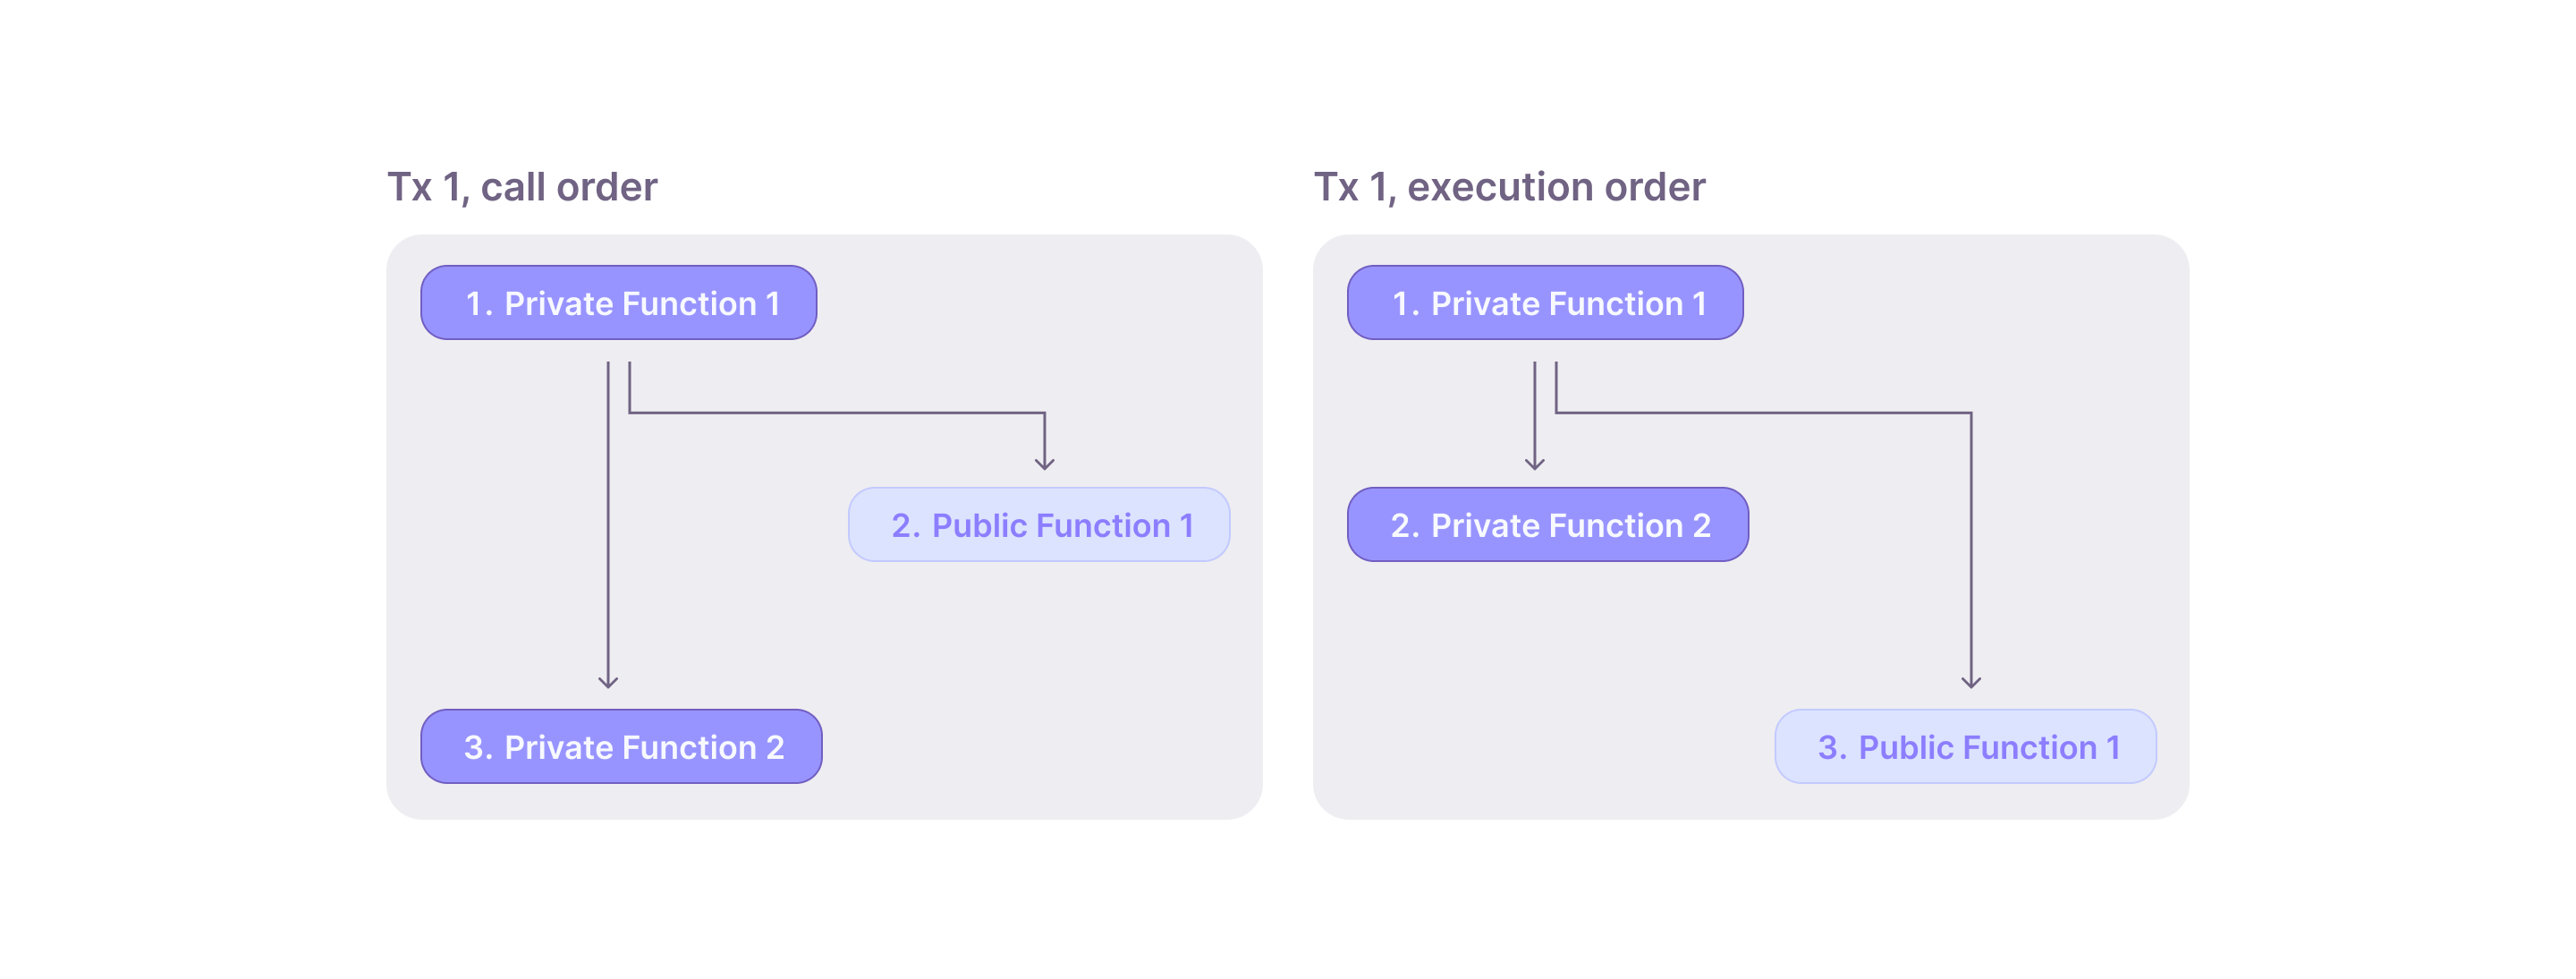 Tx 1, call order
1. Private Function 1
2. Public Function 1
3. Private Function 2
Tx 1, execution order
1. Private Function 1
2. Private Function 2
3. Public Function 1